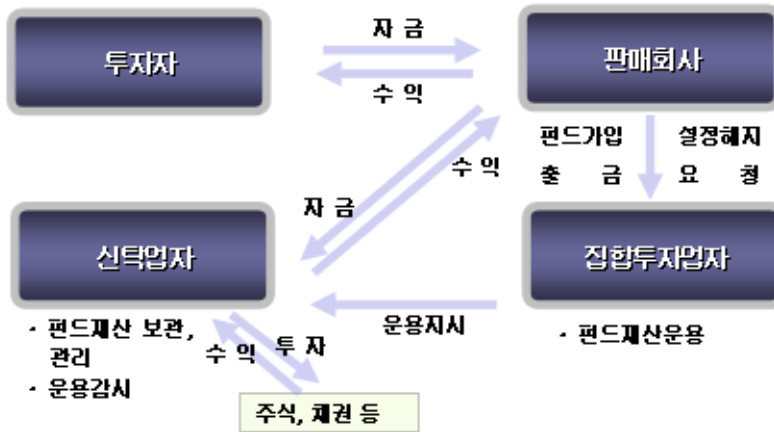 자 금
투자자
판매회사
수 익
펀드가입 설정해지
출 금 요 청
수 익
자 금
신탁업자
집합투자업자
운용지시
· 펀드재산 보관,
관리
· 운용감시
수 익
투 자
· 펀드재산운용
주식, 채권 등